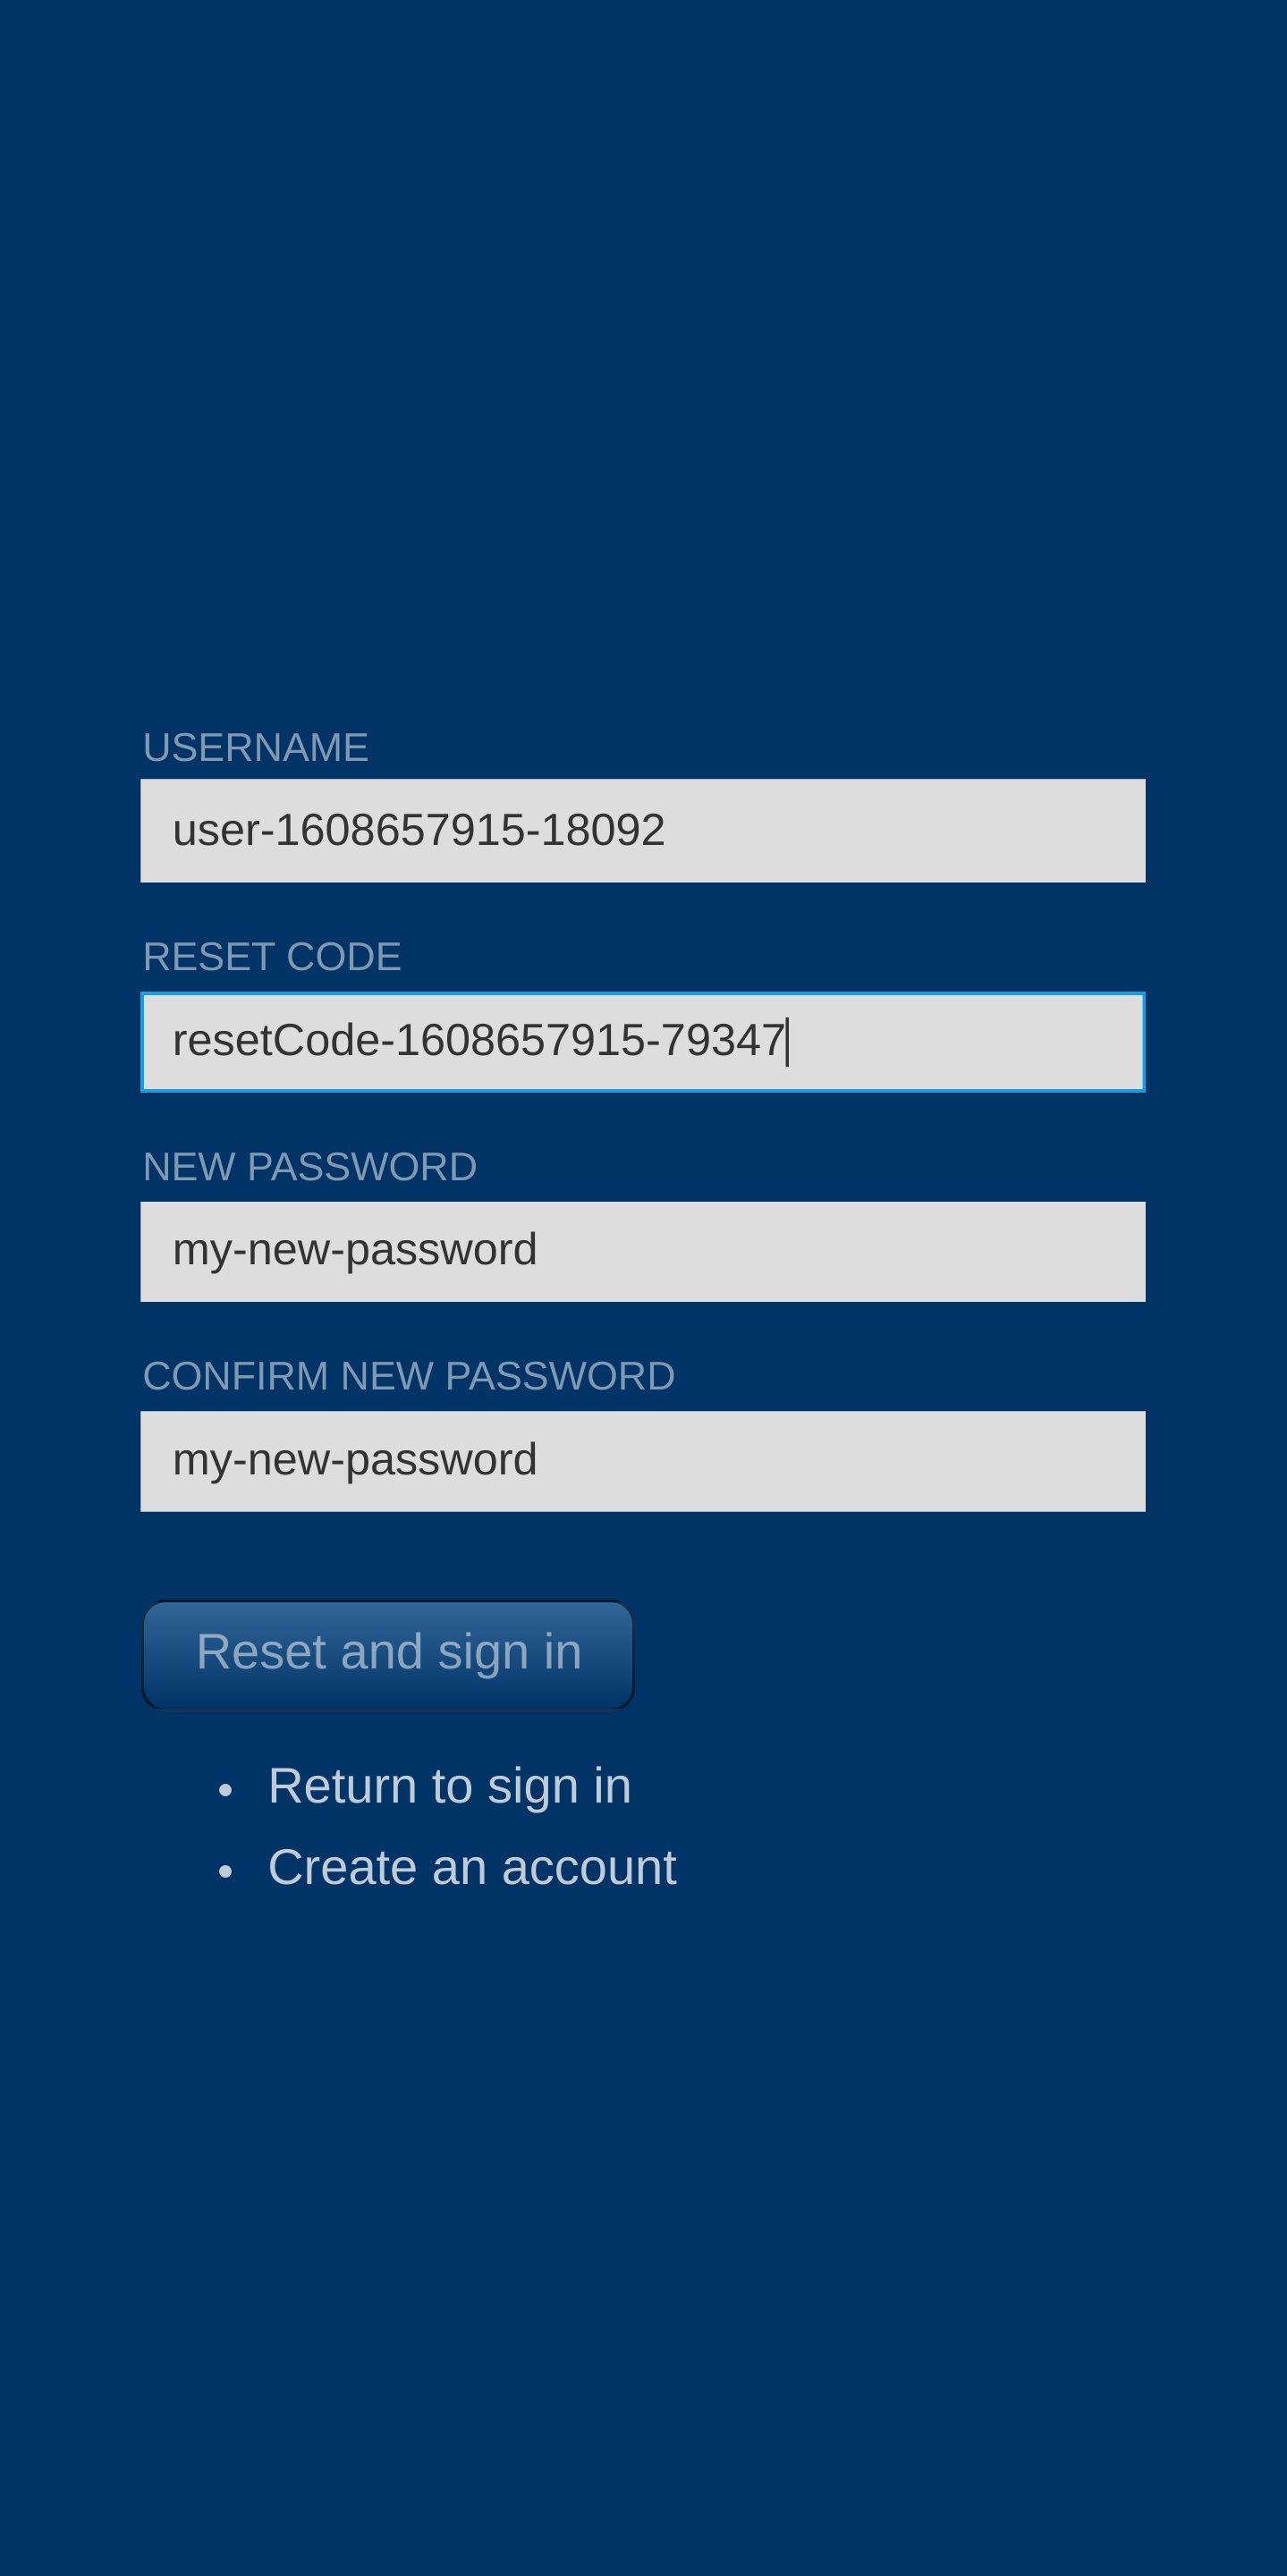 USERNAME
user-1608657915-18092
RESET CODE
resetCode-1608657915-79347
NEW PASSWORD
my-new-password
CONFIRM NEW PASSWORD
my-new-password
Reset and sign in
• Return to sign in
• Create an account